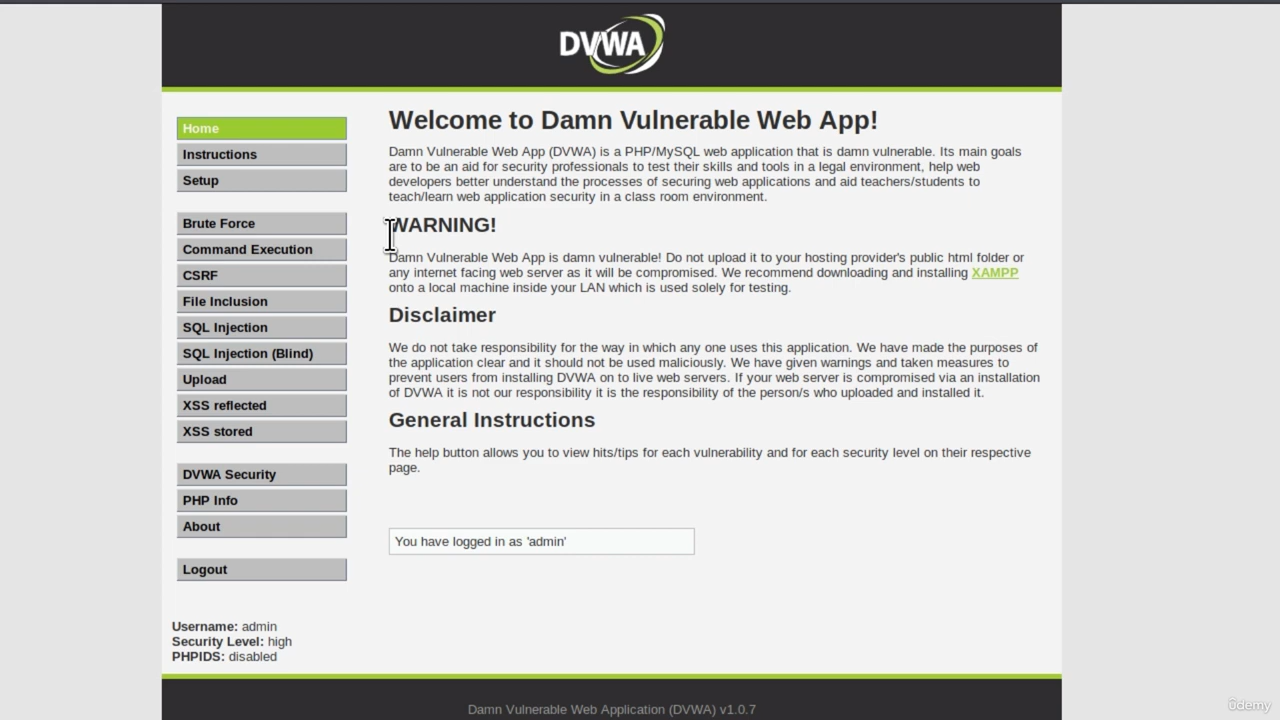 DVWA
Home
Instructions
Setup
Brute Force
Command Execution
CSRF
File Inclusion
SQL Injection
SQL Injection (Blind)
Upload
XSS reflected
XSS stored
DVWA Security
PHP Info
About
Logout
Username: admin
Security Level: high
PHPIDS: disabled
Welcome to Damn Vulnerable Web App!
Damn Vulnerable Web App (DVWA) is a PHP/MySQL web application that is damn vulnerable. Its main goals
are to be an aid for security professionals to test their skills and tools in a legal environment, help web
developers better understand the processes of securing web applications and aid teachers/students to
teach/learn web application security in a class room environment.
WARNING!
Damn Vulnerable Web App is damn vulnerable! Do not upload it to your hosting provider's public html folder or
any internet facing web server as it will be compromised. We recommend downloading and installing XAMPP
onto a local machine inside your LAN which is used solely for testing.
Disclaimer
We do not take responsibility for the way in which any one uses this application. We have made the purposes of
the application clear and it should not be used maliciously. We have given warnings and taken measures to
prevent users from installing DVWA on to live web servers. If your web server is compromised via an installation
of DVWA it is not our responsibility it is the responsibility of the person/s who uploaded and installed it.
General Instructions
The help button allows you to view hits/tips for each vulnerability and for each security level on their respective
page.
You have logged in as 'admin'
Damn Vulnerable Web Application (DVWA) v1.0.7
ûdemy